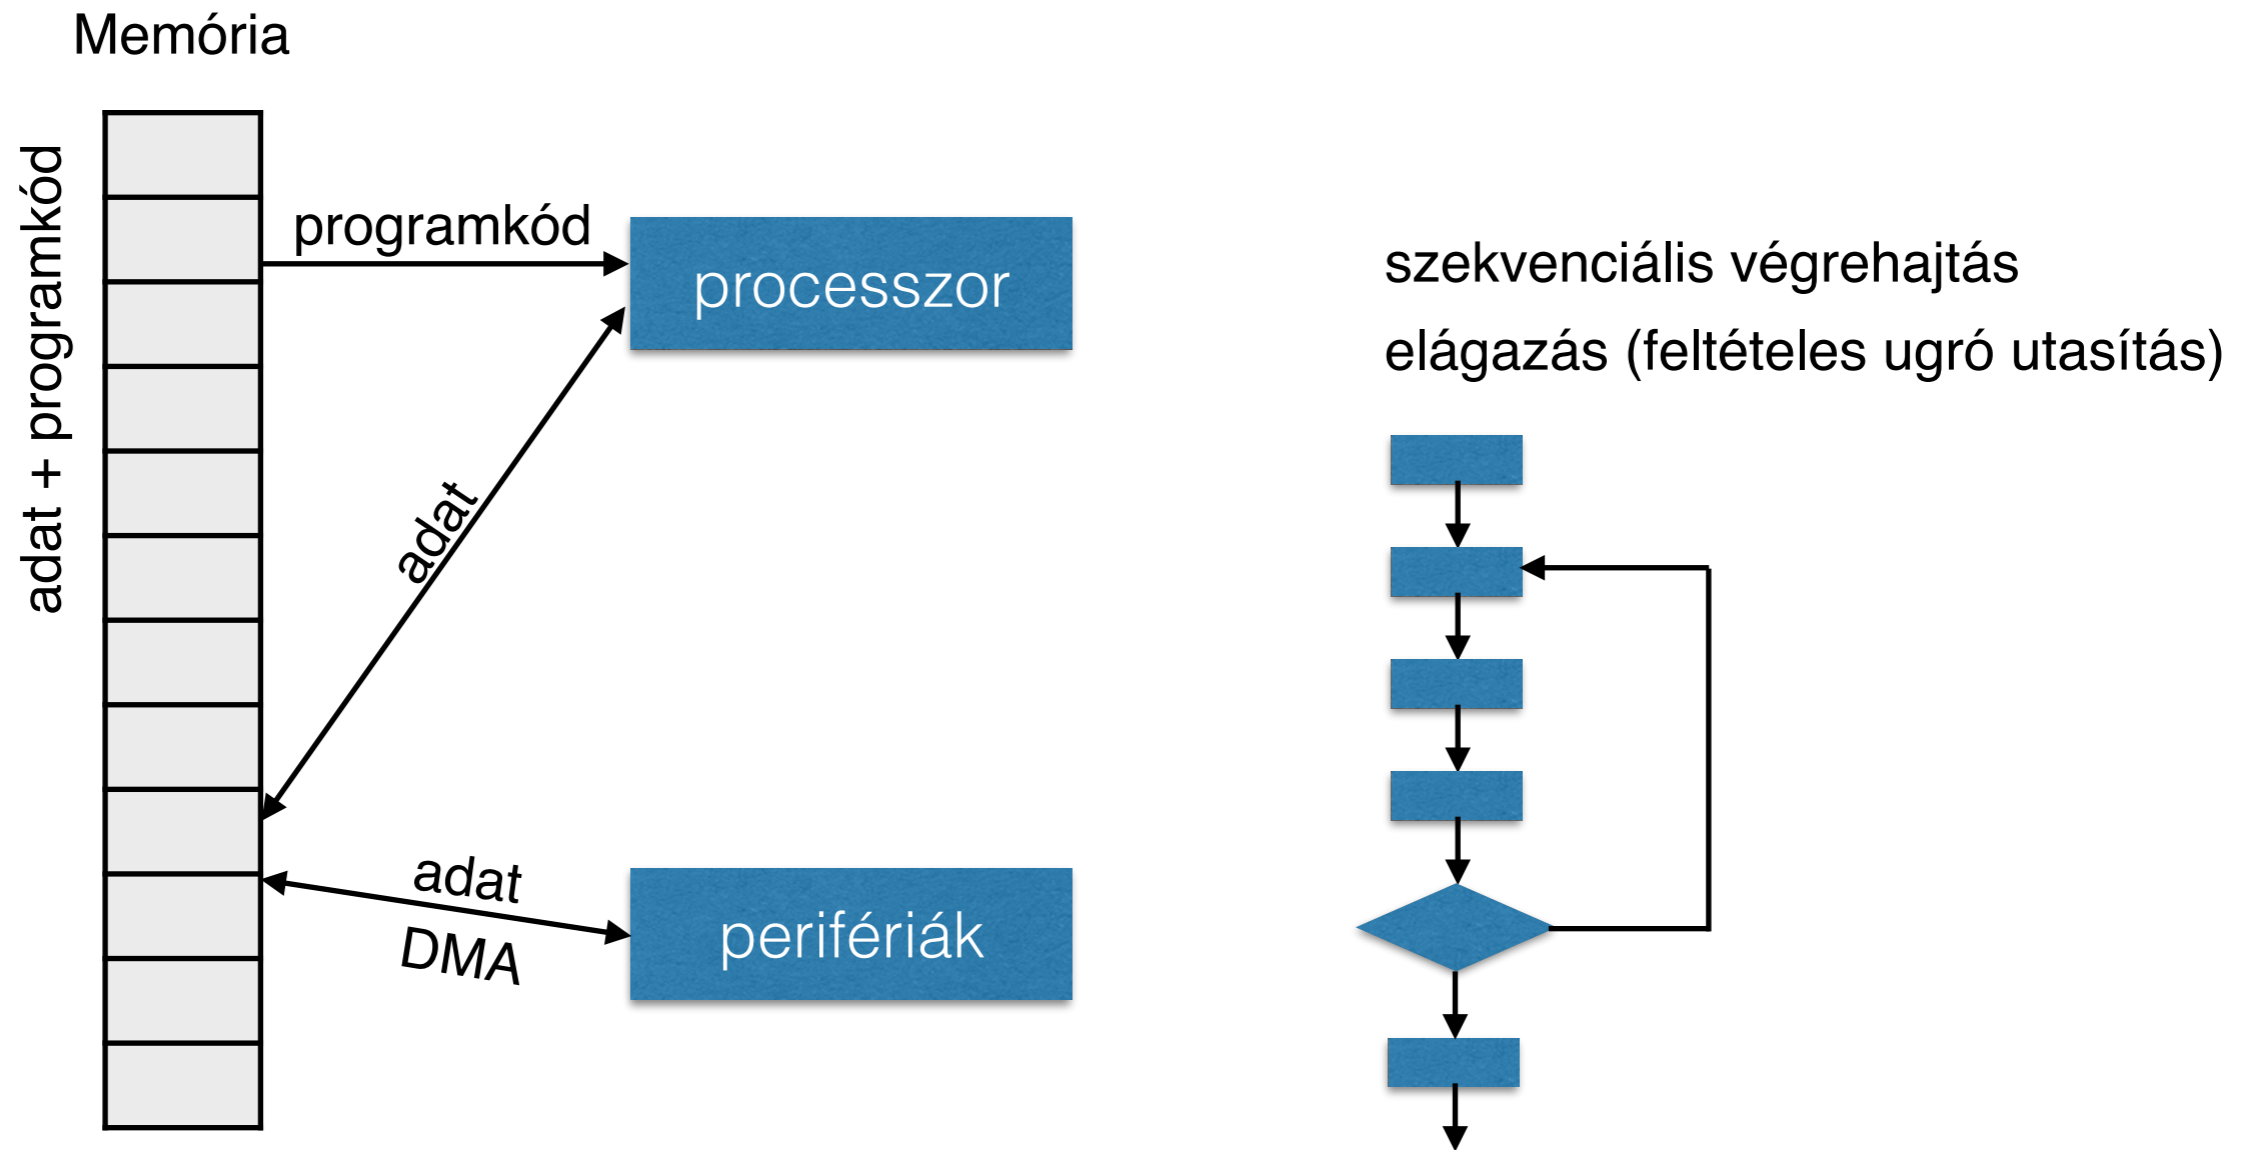 Memória
adat + programkód
programkód
processzor
adat
adat
DMA
perifériák
szekvenciális végrehajtás
elágazás (feltételes ugró utasítás)